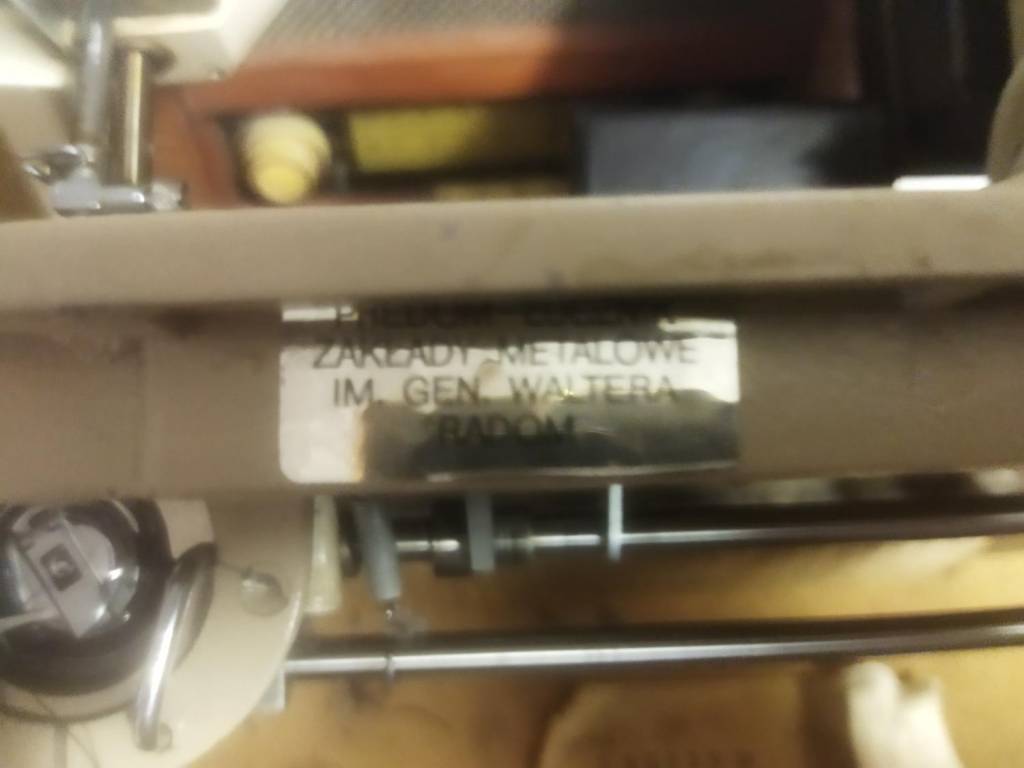 ZAKŁADY METALOWE
IM. GEN. WALTERA
RADOM